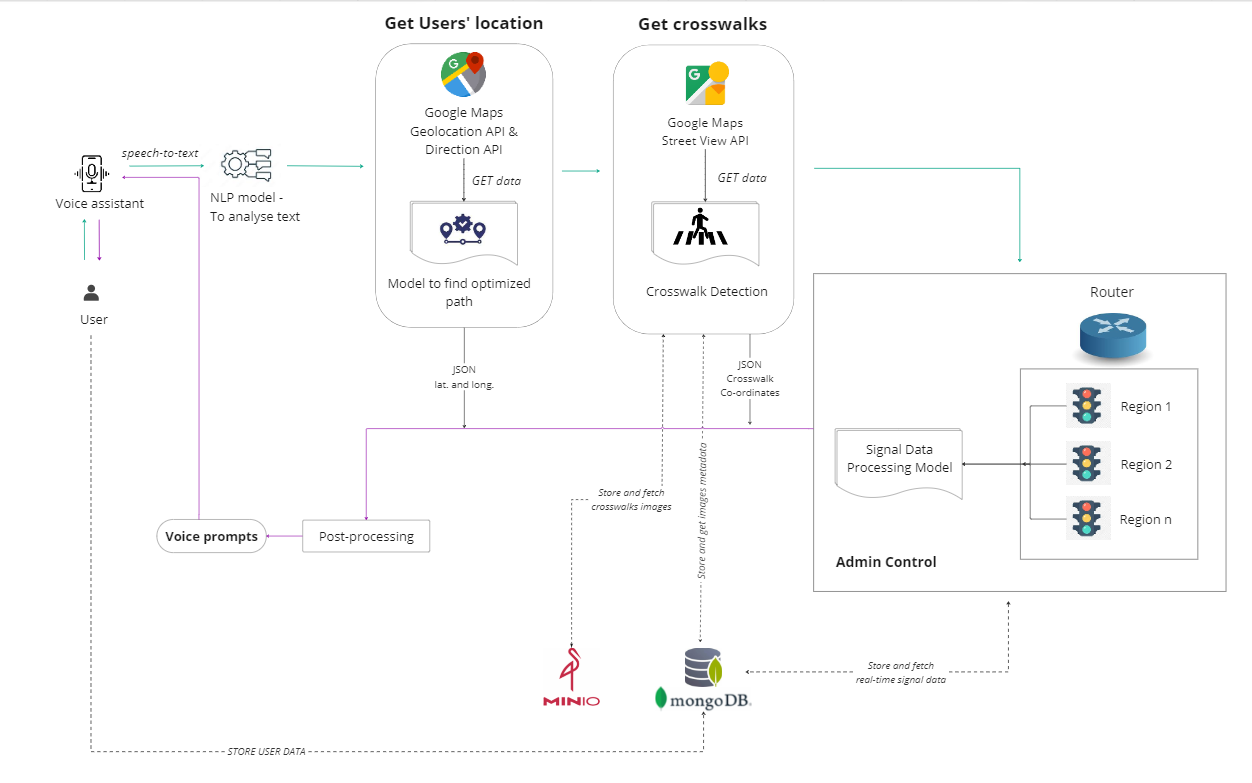 Get Users' location
Get crosswalks
G
Google Maps
Geolocation API &
Direction API
GET data
Model to find optimized
path
G
Google Maps
Street View API
GET data
Crosswalk Detection
speech-to-text
Voice assistant
NLP model -
To analyse text
User
JSON
lat. and long.
JSON
Crosswalk
Co-ordinates
Router
Region 1
Region 2
Region n
Signal Data
Processing Model
Admin Control
Voice prompts
Post-processing
Store and fetch
crosswalks images
Store and get images metadata
MINIO
mongoDB.
Store and fetch
real-time signal data
STORE USER DATA